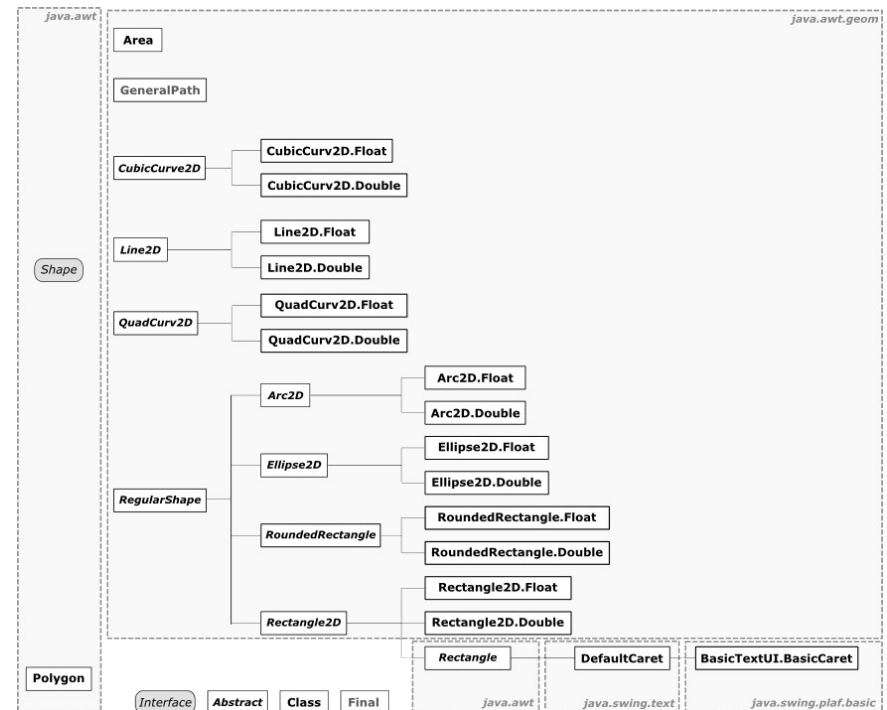 java.awt
java.awt.geom
Area
GeneralPath
CubicCurve2D
CubicCurv2D.Float
CubicCurv2D.Double
Line2D
Line2D.Float
Line2D.Double
Shape
QuadCurv2D
QuadCurv2D.Float
QuadCurv2D.Double
RegularShape
Arc2D
Arc2D.Float
Arc2D.Double
Ellipse2D
Ellipse2D.Float
Ellipse2D.Double
RoundedRectangle
RoundedRectangle.Float
RoundedRectangle.Double
Rectangle2D
Rectangle2D.Float
Rectangle2D.Double
Rectangle
DefaultCaret
BasicTextUI.BasicCaret
Polygon
Interface
Abstract
Class
Final
java.awt
java.swing.text
java.swing.plaf.basic